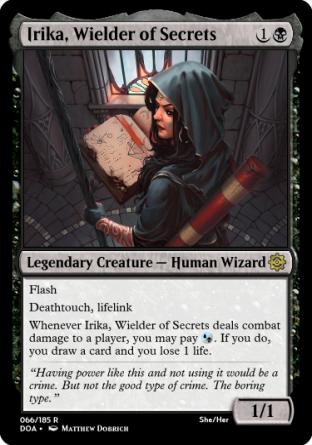 Irika, Wielder of Secrets 1
Legendary Creature — Human Wizard
Flash
Deathtouch, lifelink
Whenever Irika, Wielder of Secrets deals combat
damage to a player, you may pay . If you do,
you draw a card and you lose 1 life.
“Having power like this and not using it would be a
crime. But not the good type of crime. The boring
type.”
1/1
066/185 R She/Her
DOA • Matthew Dobrich